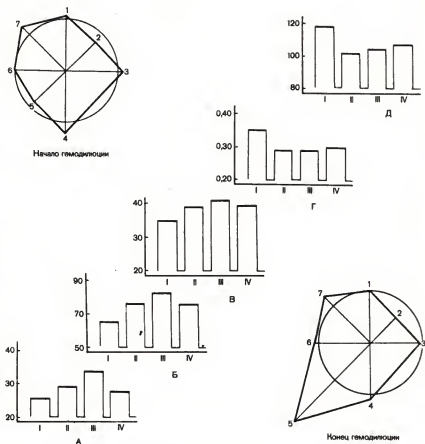 1
7
2
6
3
5
4
Начало гемодилюции
120
100
80
I II III IV
Д
0,40
0,30
0,20
I II III IV
Г
40
30
20
I II III IV
В
90
70
50
I II III IV
Б
40
30
20
I II III IV
А
1
7
2
6
3
4
5
Конец гемодилюции